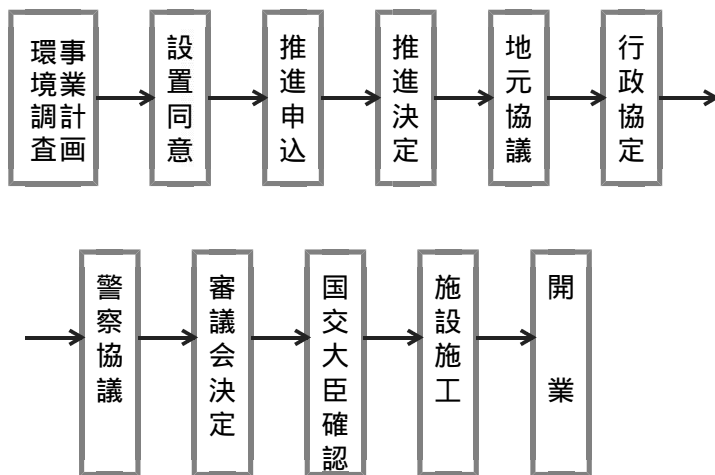 事業計画
環境調査
設置同意
推進申込
推進決定
地元協議
行政協定
警察協議
審議会決定
国交大臣確認
施設施工
開業